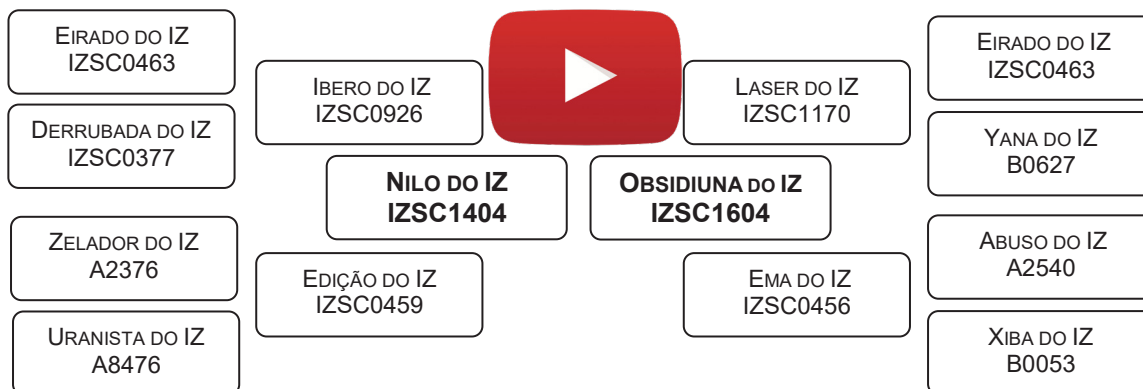 EIRADO DO IZ
IZSC0463
DERRUBADA DO IZ
IZSC0377
ZELADOR DO IZ
A2376
URANISTA DO IZ
A8476
IBERO DO IZ
IZSC0926
EDIÇÃO DO IZ
IZSC0459
NILO DO IZ
IZSC1404
OBSIDIUNA DO IZ
IZSC1604
LASER DO IZ
IZSC1170
EMA DO IZ
IZSC0456
EIRADO DO IZ
IZSC0463
YANA DO IZ
B0627
ABUSO DO IZ
A2540
XIBA DO IZ
B0053